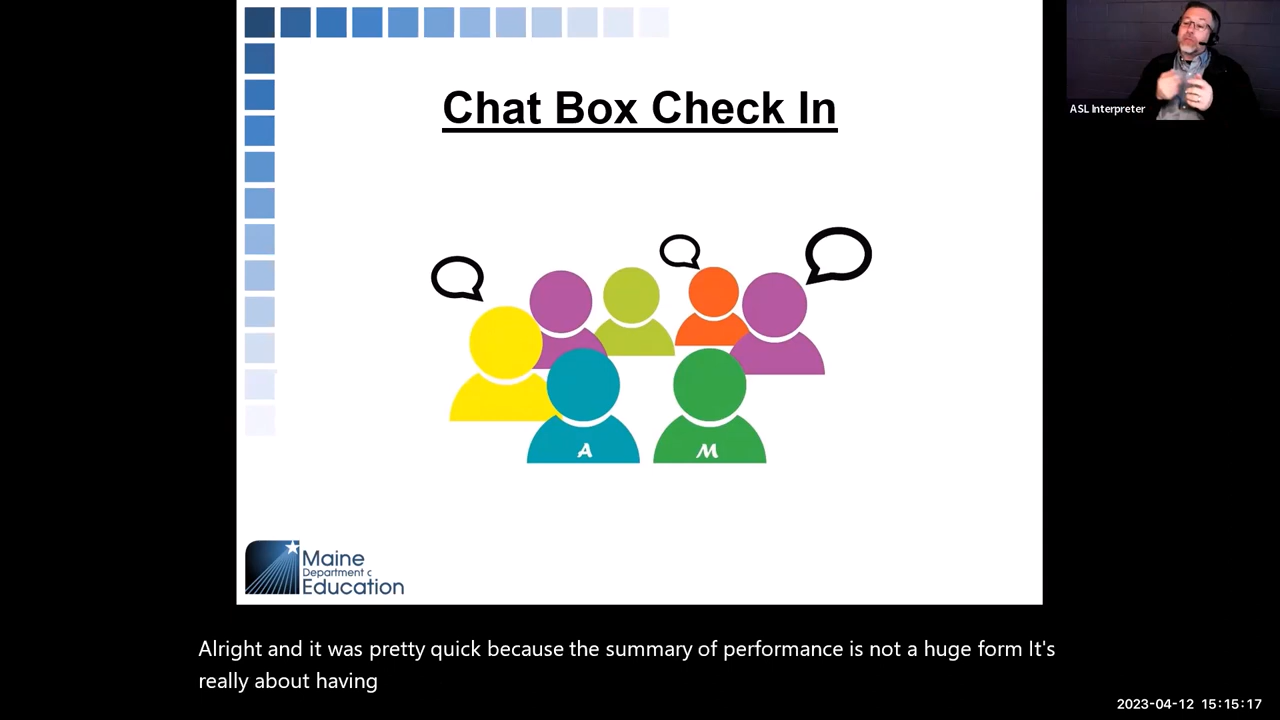 Chat Box Check In
ASL Interpreter
A
M
Maine
Department c
Education
Alright and it was pretty quick because the summary of performance is not a huge form It's
really about having
2023-04-12 15:15:17